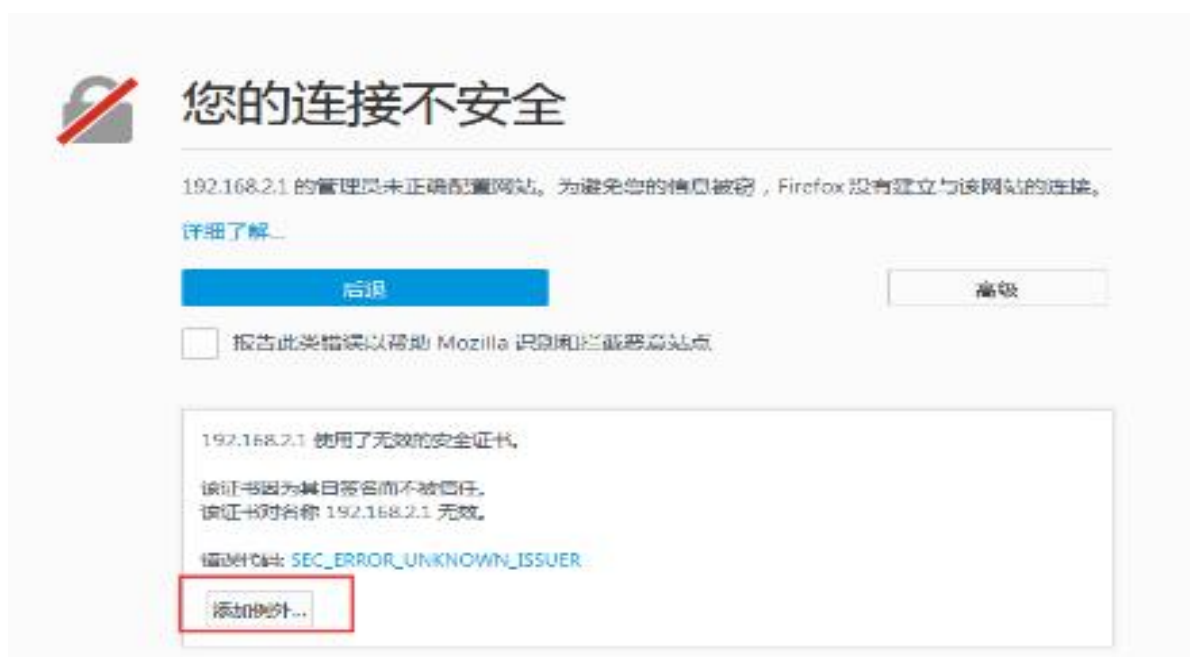 您的连接不安全
192.168.2.1 的管理员未正确配置网站。为避免您的信息被窃，Firefox 没有建立与该网站的连接。
详细了解...
后退
高级
报告此类错误以帮助 Mozilla 识别和拦截恶意站点
192.168.2.1 使用了无效的安全证书。
该证书因为其自签名而不被信任。
该证书对名称 192.168.2.1 无效。
错误代码: SEC_ERROR_UNKNOWN_ISSUER
添加例外...